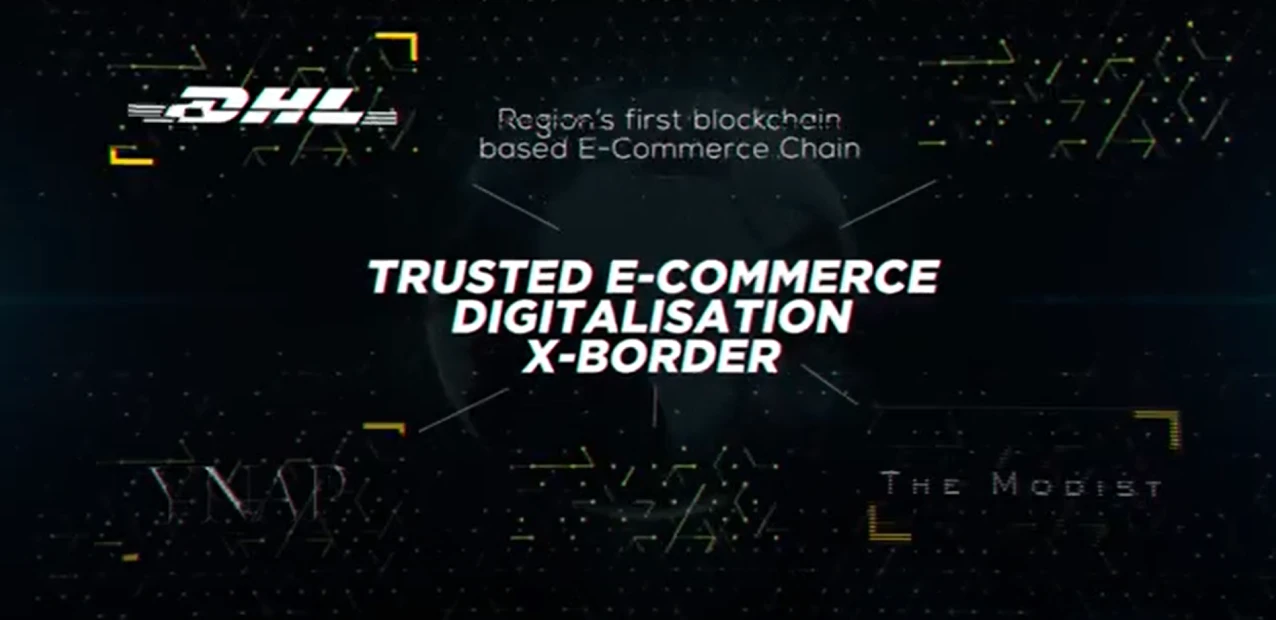 DHL
Region's first blockchain
based E-Commerce Chain
TRUSTED E-COMMERCE
DIGITALISATION
X-BORDER
YNAP
THE MODIST